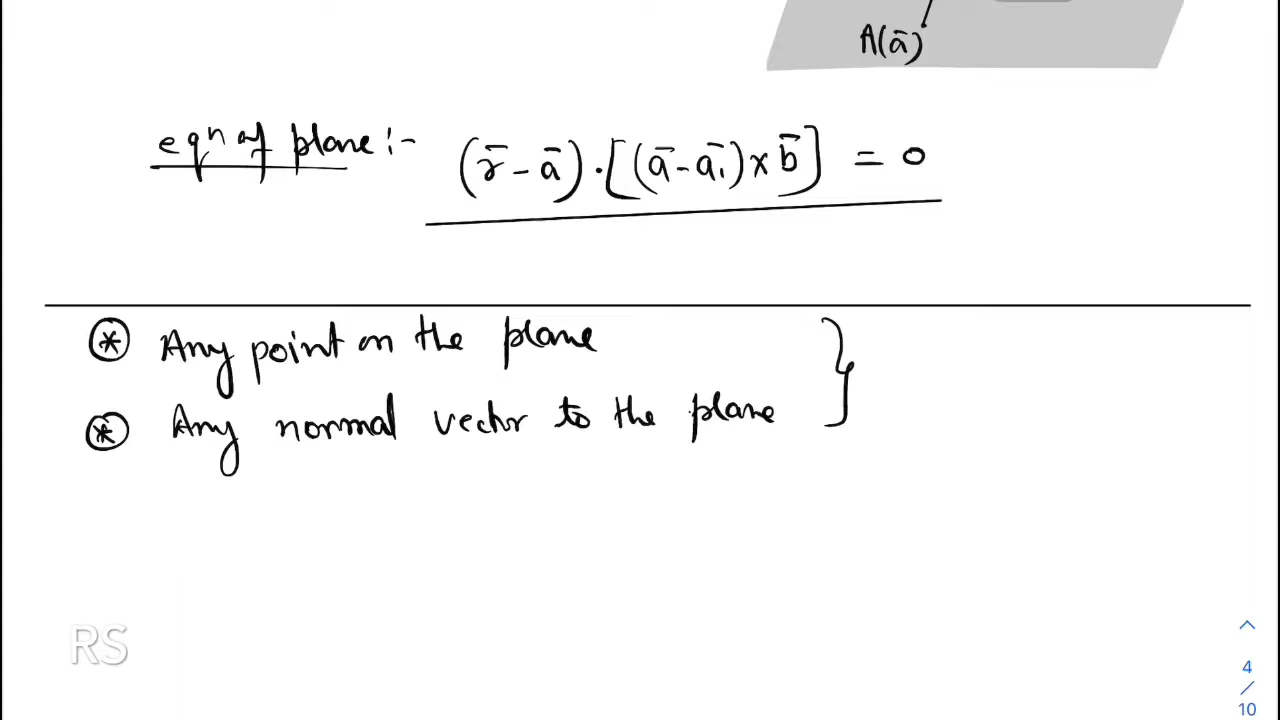 A(ā)
eqn of plane :- (r̄ - ā) · [(ā - ā₁) × b̄] = 0
⊛ Any point on the plane
⊛ Any normal vector to the plane
RS
4
/
10